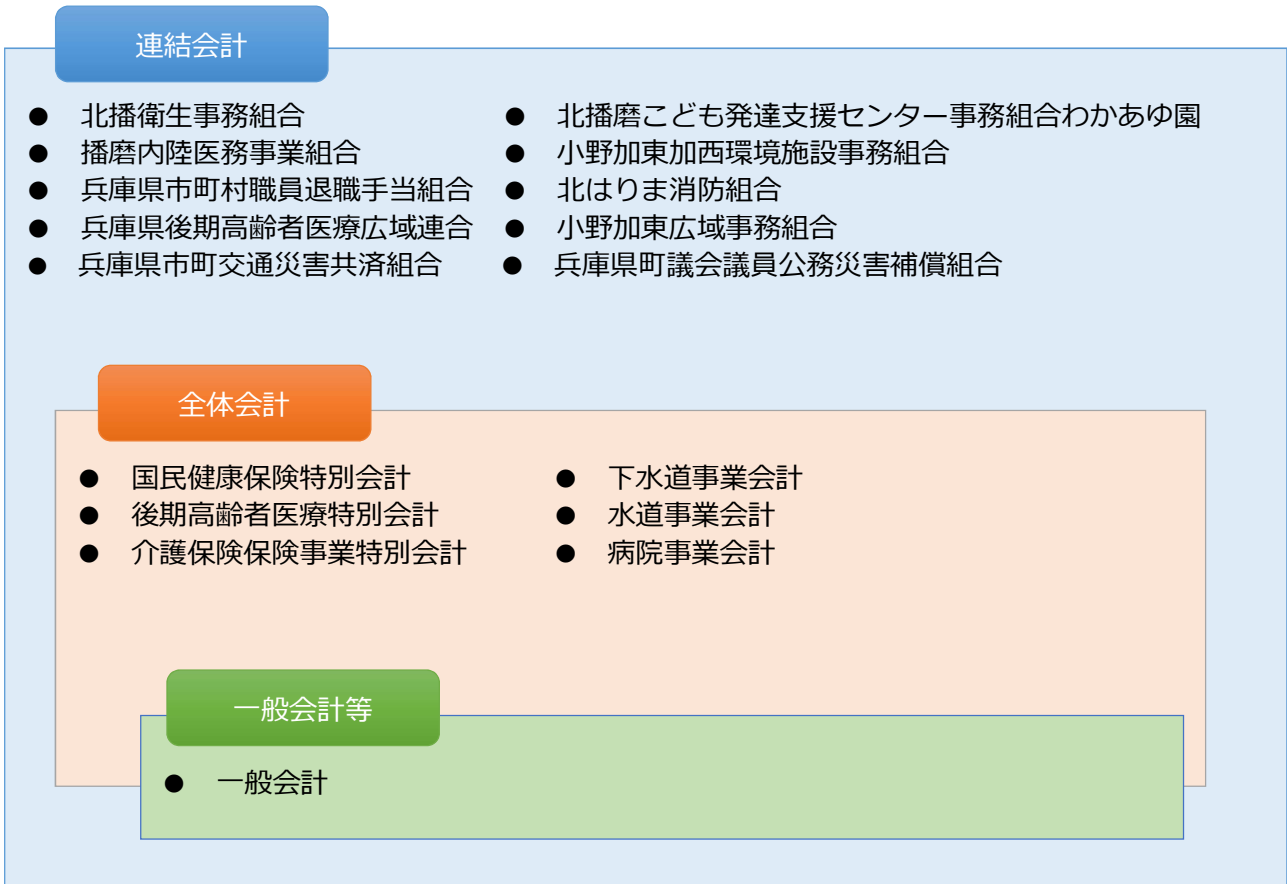 連結会計
● 北播衛生事務組合
● 播磨内陸医務事業組合
● 兵庫県市町村職員退職手当組合
● 兵庫県後期高齢者医療広域連合
● 兵庫県市町交通災害共済組合
● 北播磨こども発達支援センター事務組合わかあゆ園
● 小野加東加西環境施設事務組合
● 北はりま消防組合
● 小野加東広域事務組合
● 兵庫県町議会議員公務災害補償組合
全体会計
● 国民健康保険特別会計
● 後期高齢者医療特別会計
● 介護保険保険事業特別会計
● 下水道事業会計
● 水道事業会計
● 病院事業会計
一般会計等
● 一般会計